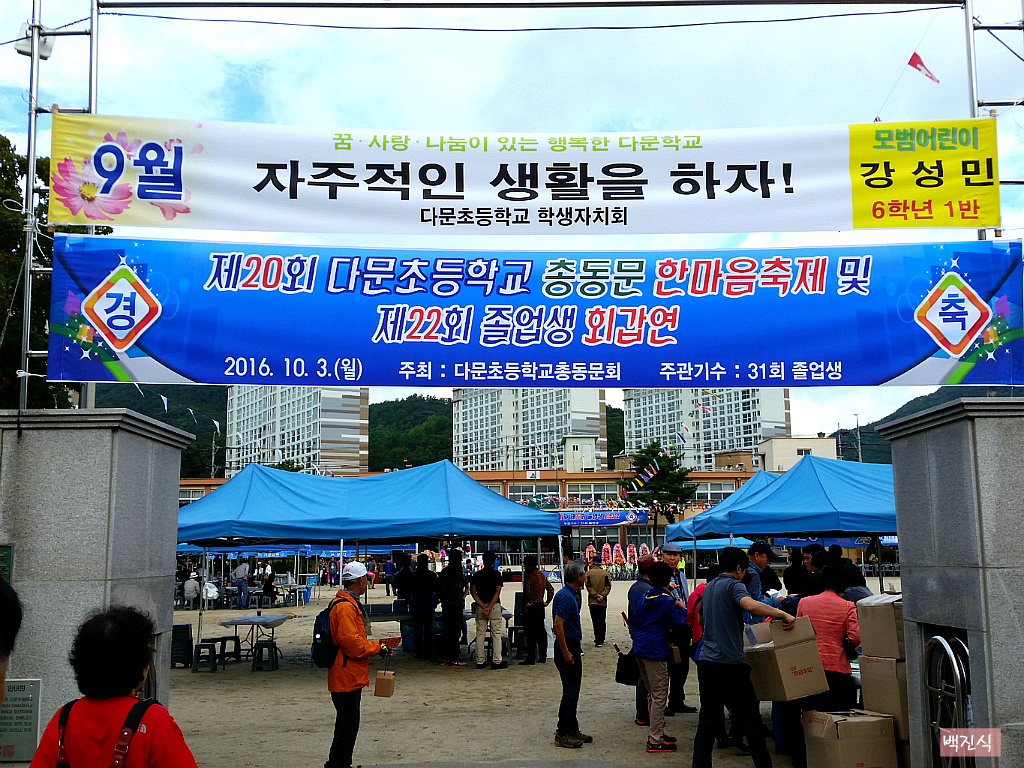 9월
꿈·사랑·나눔이 있는 행복한 다문학교
자주적인 생활을 하자!
다문초등학교 학생자치회
모범어린이
강성민
6학년 1반
경
제20회 다문초등학교 총동문 한마음축제 및
제22회 졸업생 회갑연
축
2016. 10. 3.(월) 주최 : 다문초등학교총동문회 주관기수 : 31회 졸업생
백진식